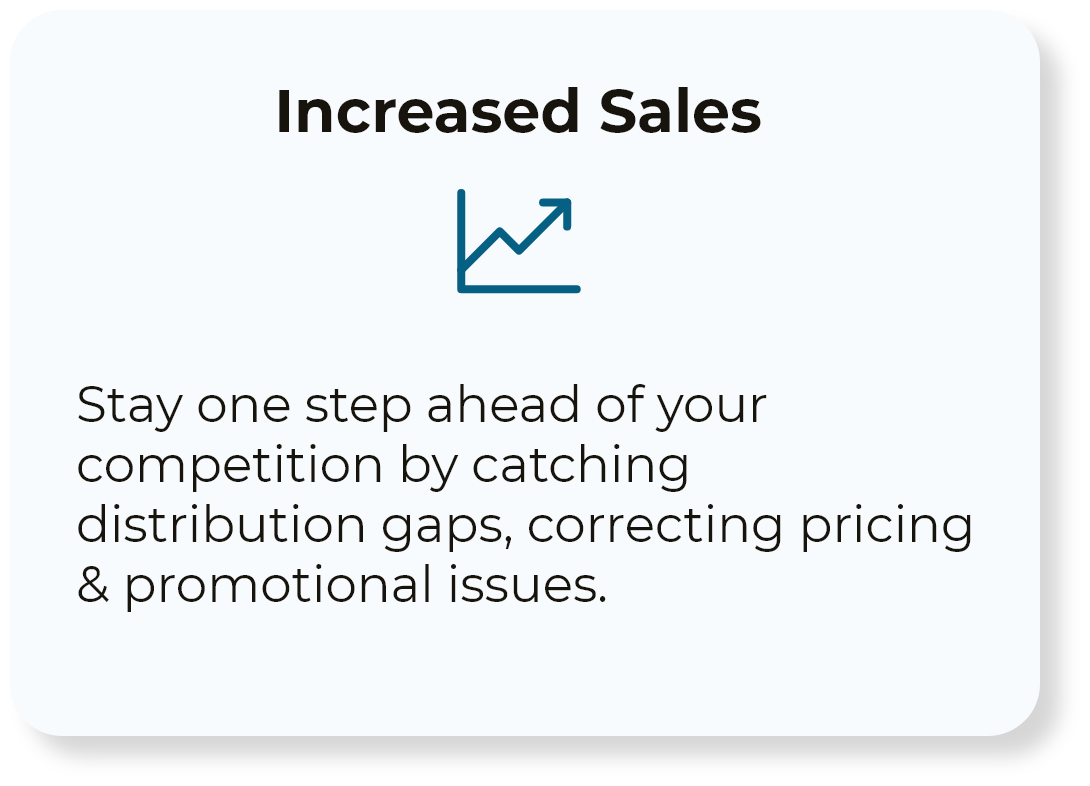 Increased Sales
Stay one step ahead of your
competition by catching
distribution gaps, correcting pricing
& promotional issues.